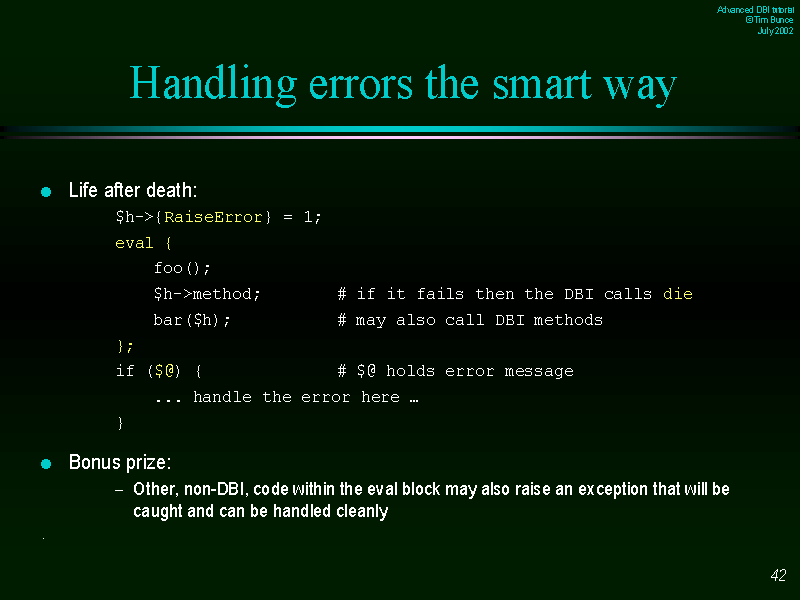 Advanced DBI tutorial
© Tim Bunce
July 2002
Handling errors the smart way
Life after death:
$h->{RaiseError} = 1;
eval {
foo();
$h->method; # if it fails then the DBI calls die
bar($h); # may also call DBI methods
};
if ($@) { # $@ holds error message
... handle the error here …
}
Bonus prize:
– Other, non-DBI, code within the eval block may also raise an exception that will be
caught and can be handled cleanly
.
42